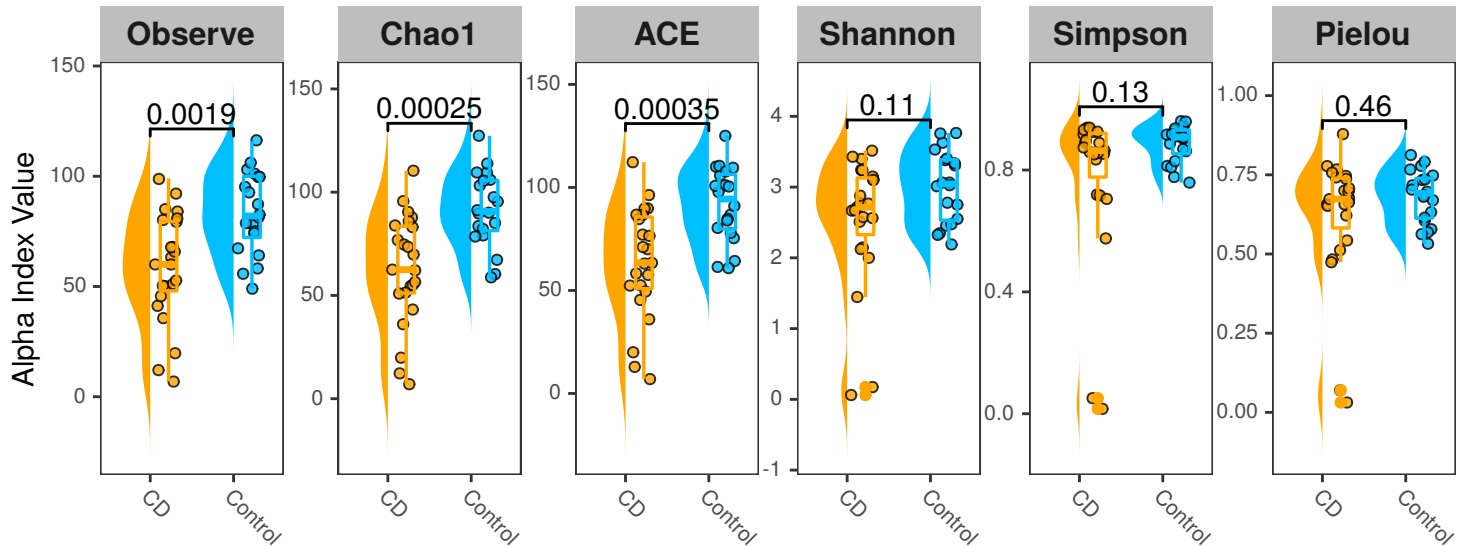 Observe
Chao1
ACE
Shannon
Simpson
Pielou
Alpha Index Value
150
100
50
0
0.0019
CD
Control
150
100
50
0
0.00025
CD
Control
150
100
50
0
0.00035
CD
Control
4
3
2
1
0
-1
0.11
CD
Control
0.8
0.4
0.0
0.13
CD
Control
1.00
0.75
0.50
0.25
0.00
0.46
CD
Control